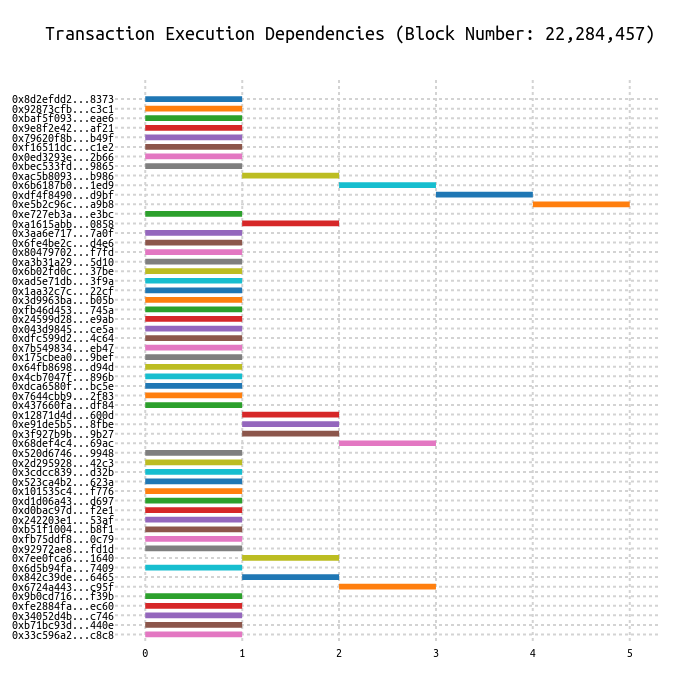 Transaction Execution Dependencies (Block Number: 22,284,457)
0x8d2efdd2...8373
0x92873cfb...c3c1
0xbaf5f093...eae6
0x9e8f2e42...af21
0x79620f8b...b49f
0xf16511dc...c1e2
0x0ed3293e...2b66
0xbec533fd...9865
0xac5b8093...b986
0x6b6187b0...1ed9
0xdf4f8490...d9bf
0xe5b2c96c...a9b8
0xe727eb3a...e3bc
0xa1615abb...0858
0x3aa6e717...7a0f
0x6fe4be2c...d4e6
0x80479702...f7fd
0xa3b31a29...5d10
0x6b02fd0c...37be
0xad5e71db...3f9a
0x1aa32c7c...22cf
0x3d9963ba...b05b
0xfb46d453...745a
0x24599d28...e9ab
0x043d9845...ce5a
0xdfc599d2...4c64
0x7b549834...eb47
0x175cbea0...9bef
0x64fb8698...d94d
0x4cb7047f...896b
0xdca6580f...bc5e
0x7644cbb9...2f83
0x437660fa...df84
0x12871d4d...600d
0xe91de5b5...8fbe
0x3f927b9b...9b27
0x68def4c4...69ac
0x520d6746...9948
0x2d295928...42c3
0x3cdcc839...d32b
0x523ca4b2...623a
0x101535c4...f776
0xd1d06a43...d697
0xd0bac97d...f2e1
0x242203e1...53af
0xb51f1004...b8f1
0xfb75ddf8...0c79
0x92972ae8...fd1d
0x7ee0fca6...1640
0x6d5b94fa...7409
0x842c39de...6465
0x6724a443...c95f
0x9b0cd716...f39b
0xfe2884fa...ec60
0x34052d4b...c746
0xb71bc93d...440e
0x33c596a2...c8c8
0 1 2 3 4 5